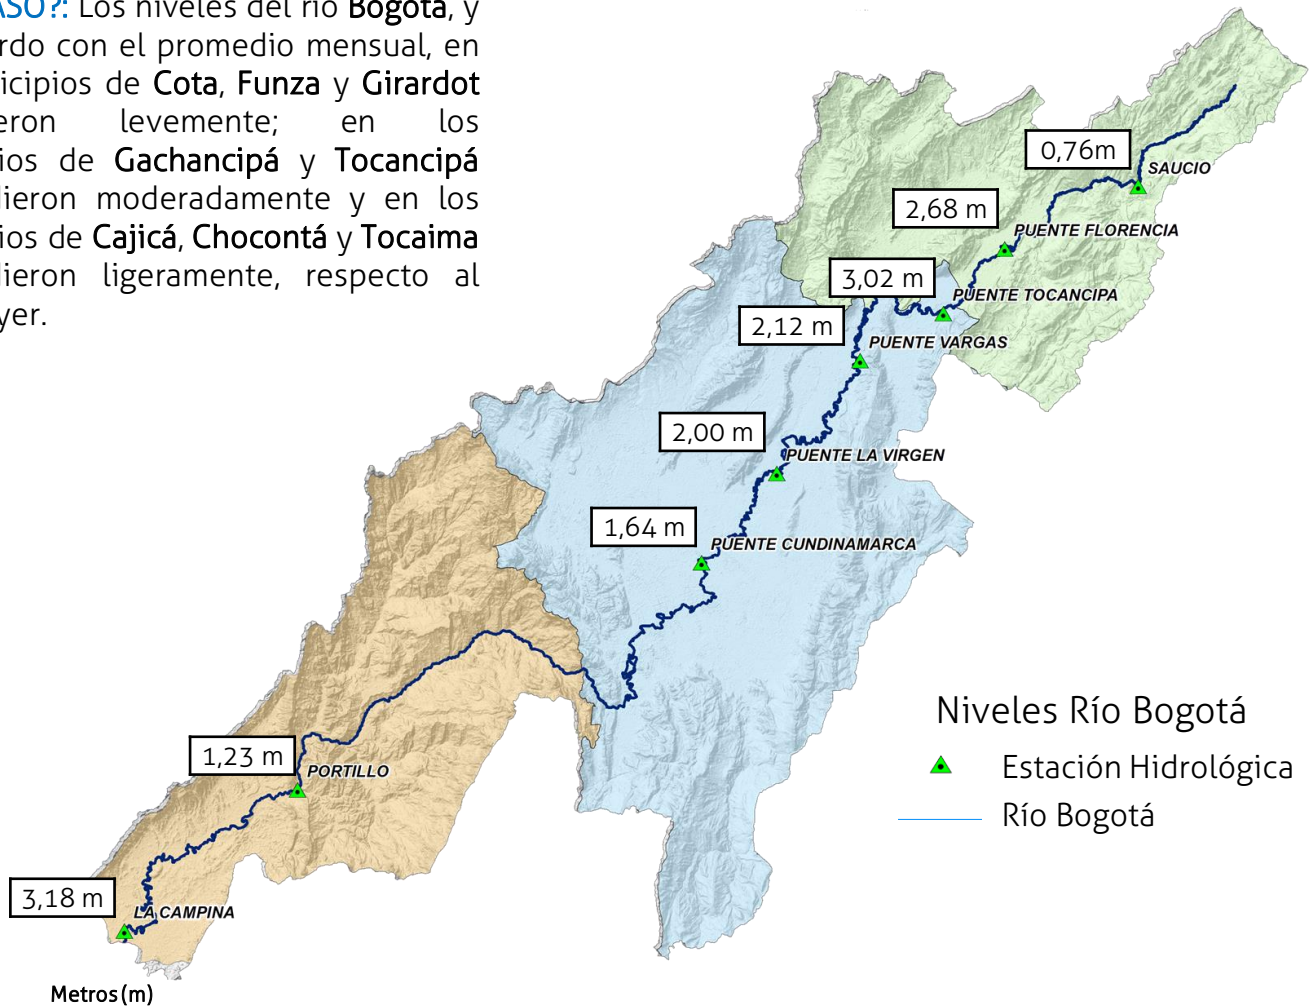 ASO?: Los niveles del río Bogotá, y
rdo con el promedio mensual, en
icipios de Cota, Funza y Girardot
eron levemente; en los
ios de Gachancipá y Tocancipá
dieron moderadamente y en los
ios de Cajicá, Chocontá y Tocaima
dieron ligeramente, respecto al
yer.
0,76m
SAUCIO
2,68 m
PUENTE FLORENCIA
3,02 m
PUENTE TOCANCIPA
2,12 m
PUENTE VARGAS
2,00 m
PUENTE LA VIRGEN
1,64 m
PUENTE CUNDINAMARCA
1,23 m
PORTILLO
3,18 m
LA CAMPINA
Metros (m)
Niveles Río Bogotá
Estación Hidrológica
Río Bogotá